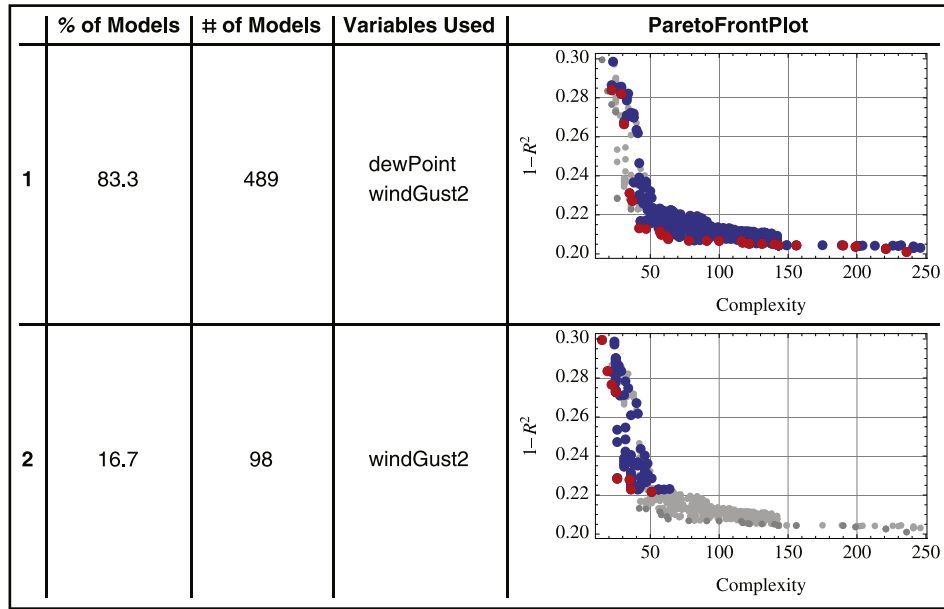 % of Models # of Models Variables Used ParetoFrontPlot
1 83.3 489 dewPoint
windGust2
0.30
0.28
0.26
0.24
0.22
0.20
1−R²
50 100 150 200 250
Complexity
2 16.7 98 windGust2
0.30
0.28
0.26
0.24
0.22
0.20
1−R²
50 100 150 200 250
Complexity